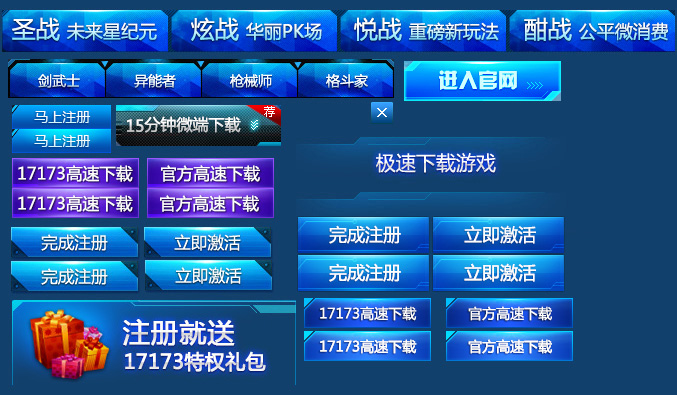 圣战 未来星纪元 炫战 华丽PK场 悦战 重磅新玩法 酣战 公平微消费
剑武士 异能者 枪械师 格斗家 进入官网
马上注册
马上注册
15分钟微端下载 荐
极速下载游戏
17173高速下载 官方高速下载
17173高速下载 官方高速下载
完成注册 立即激活 完成注册 立即激活
完成注册 立即激活 完成注册 立即激活
注册就送
17173特权礼包
17173高速下载 官方高速下载
17173高速下载 官方高速下载